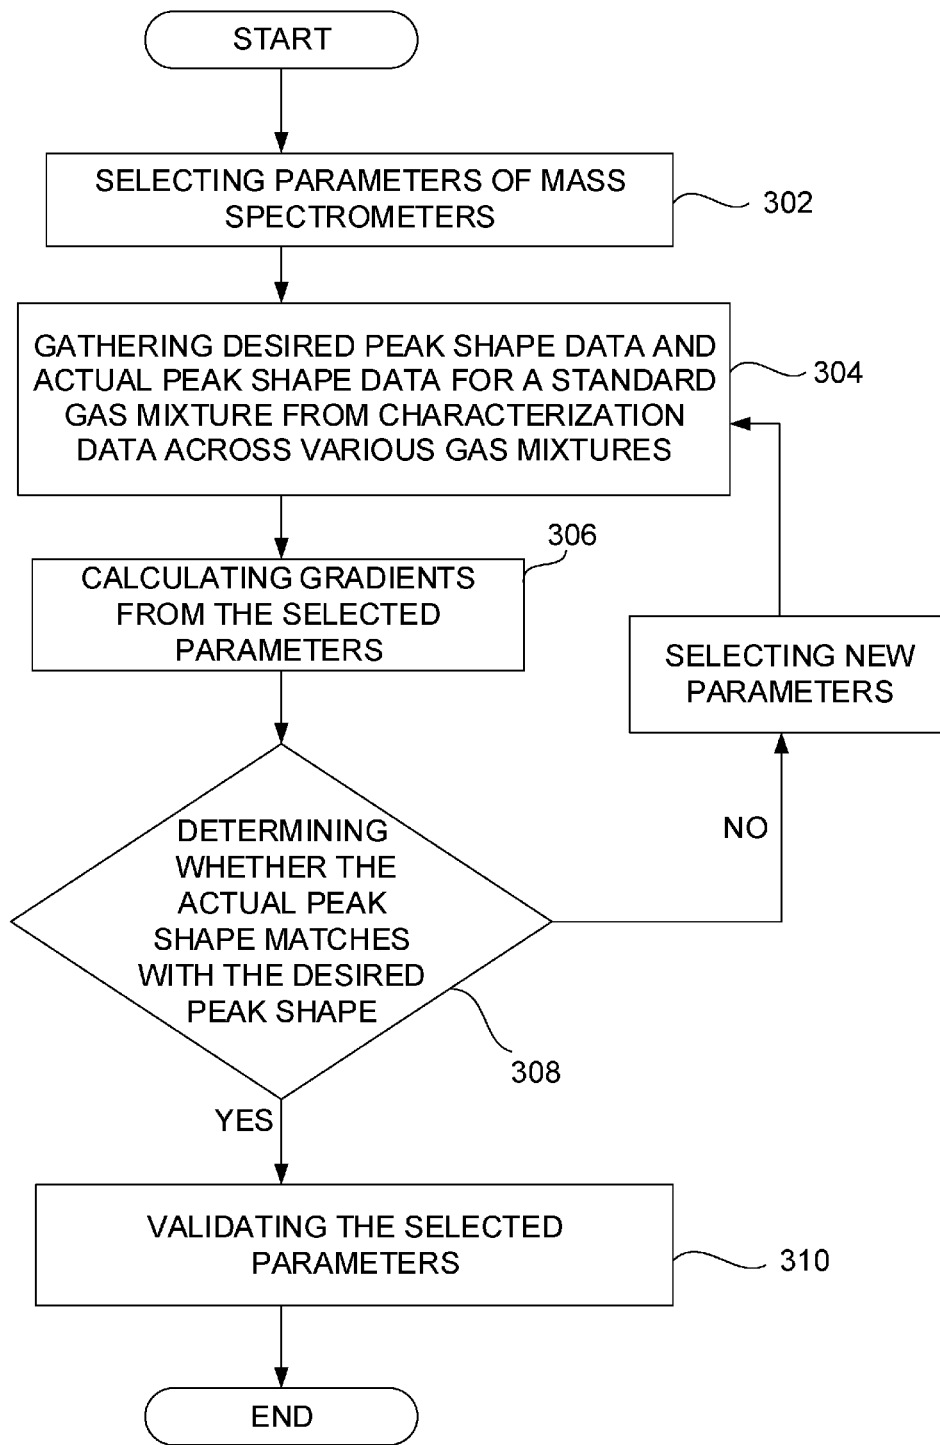 START
SELECTING PARAMETERS OF MASS
SPECTROMETERS
302
GATHERING DESIRED PEAK SHAPE DATA AND
ACTUAL PEAK SHAPE DATA FOR A STANDARD
GAS MIXTURE FROM CHARACTERIZATION
DATA ACROSS VARIOUS GAS MIXTURES
304
306
CALCULATING GRADIENTS
FROM THE SELECTED
PARAMETERS
SELECTING NEW
PARAMETERS
NO
DETERMINING
WHETHER THE
ACTUAL PEAK
SHAPE MATCHES
WITH THE DESIRED
PEAK SHAPE
308
YES
VALIDATING THE SELECTED
PARAMETERS
310
END